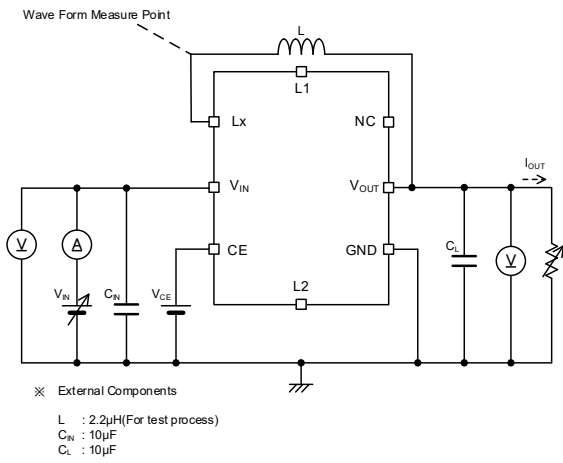 Wave Form Measure Point
L
L1
Lx
NC
IOUT
VIN
VOUT
V
A
CE
GND
CL
V
VIN
CIN
VCE
L2
※ External Components
L : 2.2µH(For test process)
CIN : 10µF
CL : 10µF